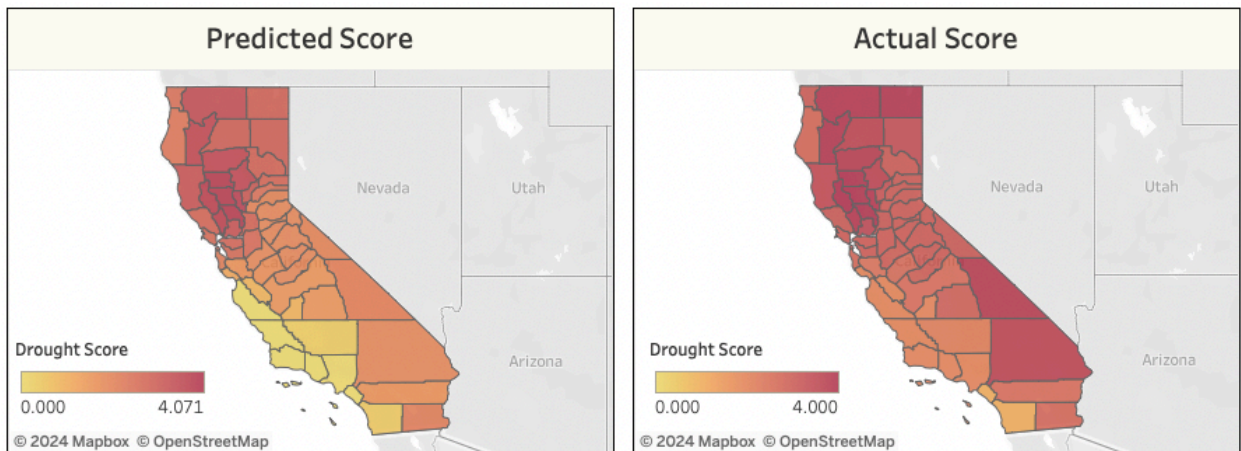 Predicted Score
Nevada
Utah
Arizona
Drought Score
0.000 4.071
© 2024 Mapbox © OpenStreetMap
Actual Score
Nevada
Utah
Arizona
Drought Score
0.000 4.000
© 2024 Mapbox © OpenStreetMap